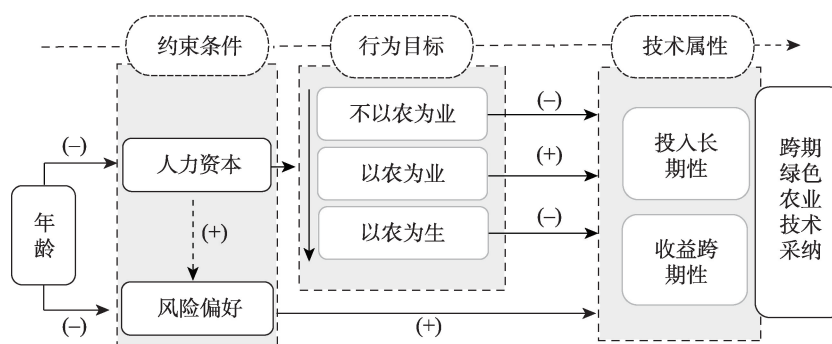 约束条件
行为目标
技术属性
(–)
年
龄
(–)
人力资本
(+)
风险偏好
不以农为业
以农为业
以农为生
(–)
(+)
(–)
(+)
投入长
期性
收益跨
期性
跨期
绿色
农业
技术
采纳